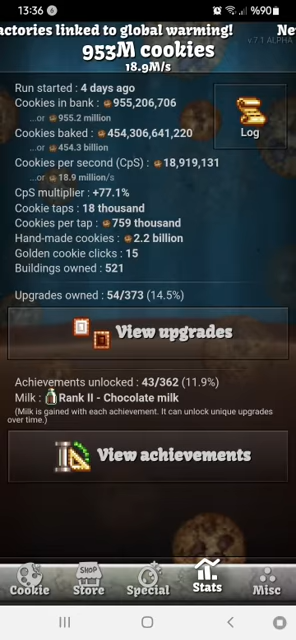 13:36
%90
actories linked to global warming!
Ne
v.7.1 ALPHA
953M cookies
18.9M/s
Run started : 4 days ago
Cookies in bank : 955,206,706
...or 955.2 million
Cookies baked : 454,306,641,220
...or 454.3 billion
Cookies per second (CpS) : 18,919,131
...or 18.9 million/s
CpS multiplier : +77.1%
Cookie taps : 18 thousand
Cookies per tap : 759 thousand
Hand-made cookies : 2.2 billion
Golden cookie clicks : 15
Buildings owned : 521
Log
Upgrades owned : 54/373 (14.5%)
View upgrades
Achievements unlocked : 43/362 (11.9%)
Milk : Rank II - Chocolate milk
(Milk is gained with each achievement. It can unlock unique upgrades
over time.)
View achievements
Cookie
SHOP
Store
Special
Stats
Misc